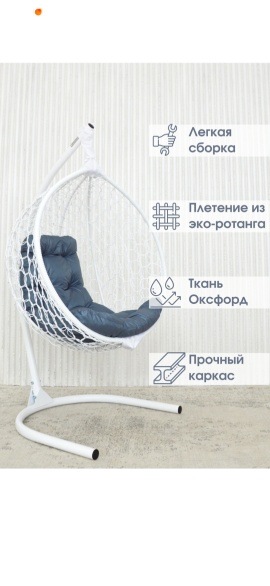 Легкая
сборка
Плетение из
эко-ротанга
Ткань
Оксфорд
Прочный
каркас